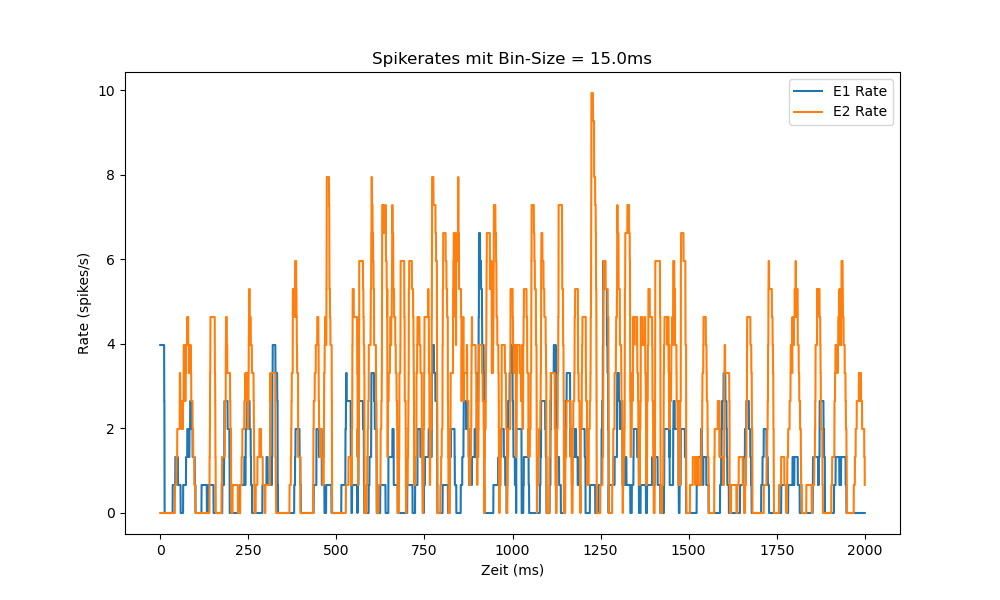 Spikerates mit Bin-Size = 15.0ms
E1 Rate
E2 Rate
10
8
6
4
2
0
Rate (spikes/s)
0 250 500 750 1000 1250 1500 1750 2000
Zeit (ms)